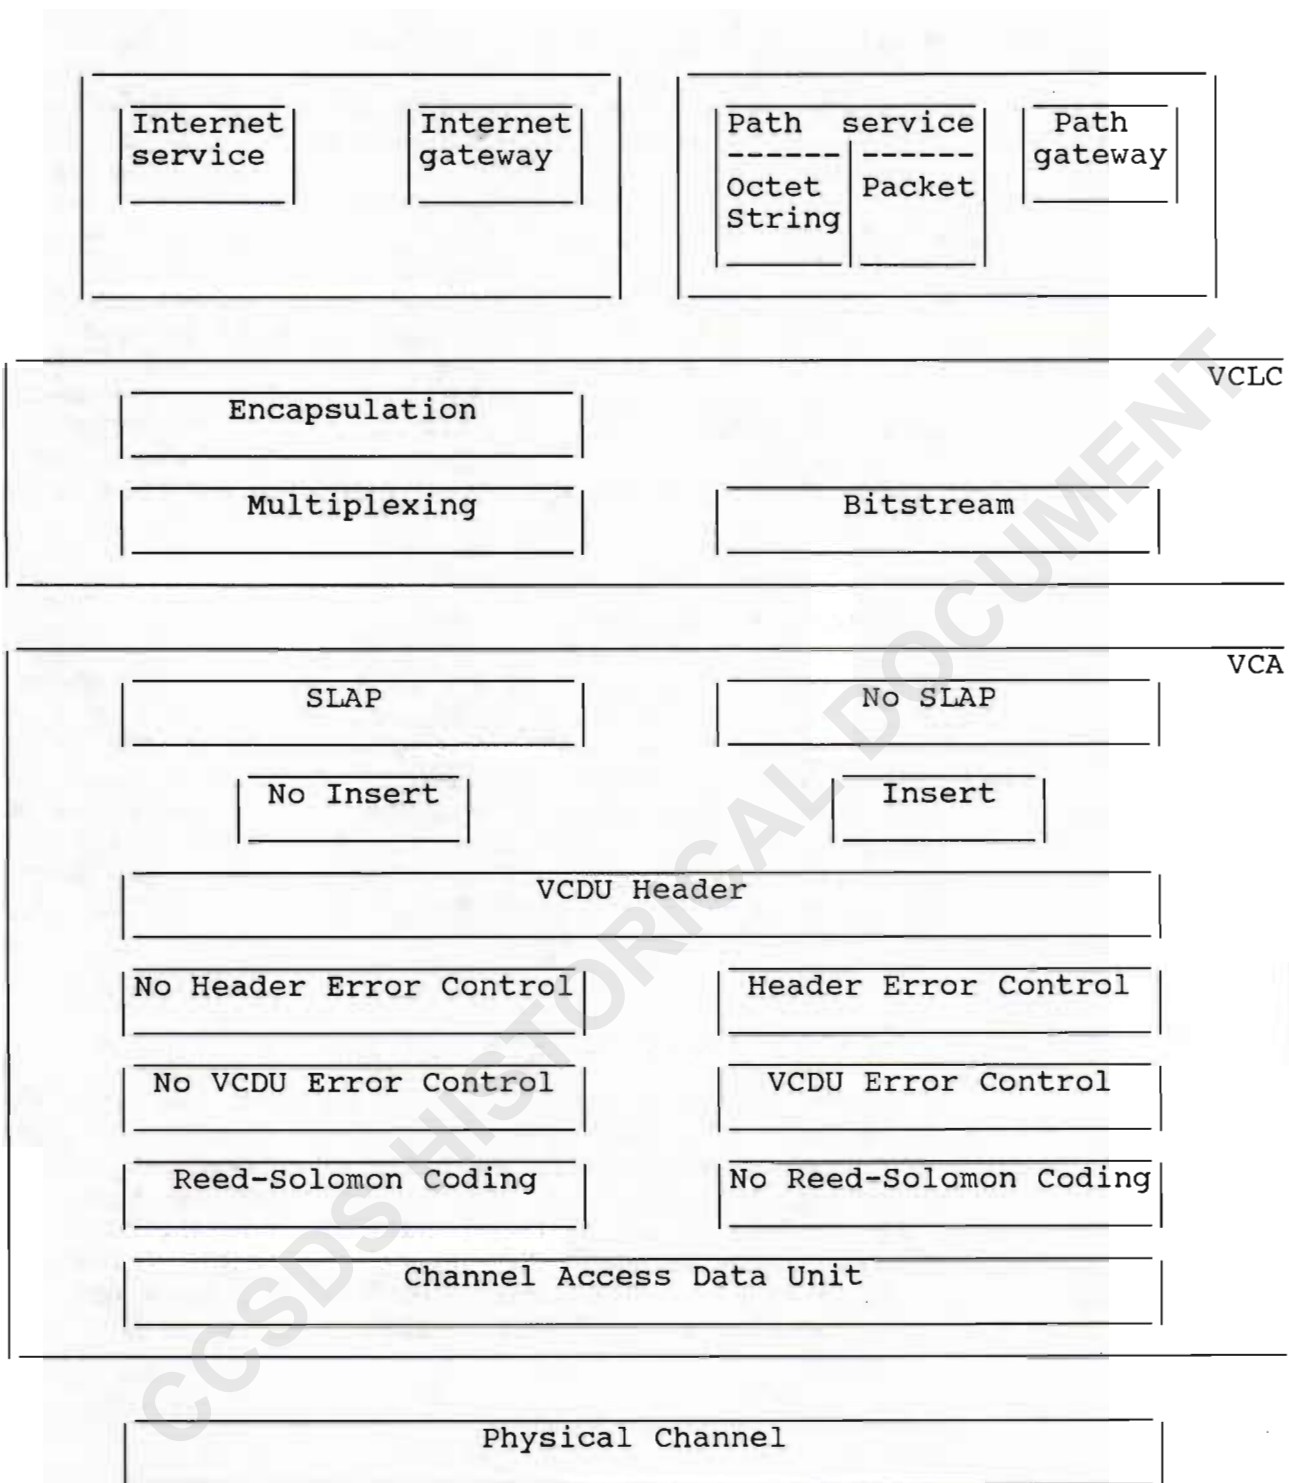 Internet service
Internet gateway
Path service
------ ------
Octet String
Packet
Path gateway
VCLC
Encapsulation
Multiplexing
Bitstream
VCA
SLAP
No SLAP
No Insert
Insert
VCDU Header
No Header Error Control
Header Error Control
No VCDU Error Control
VCDU Error Control
Reed-Solomon Coding
No Reed-Solomon Coding
Channel Access Data Unit
Physical Channel
CCSDS HISTORICAL DOCUMENT